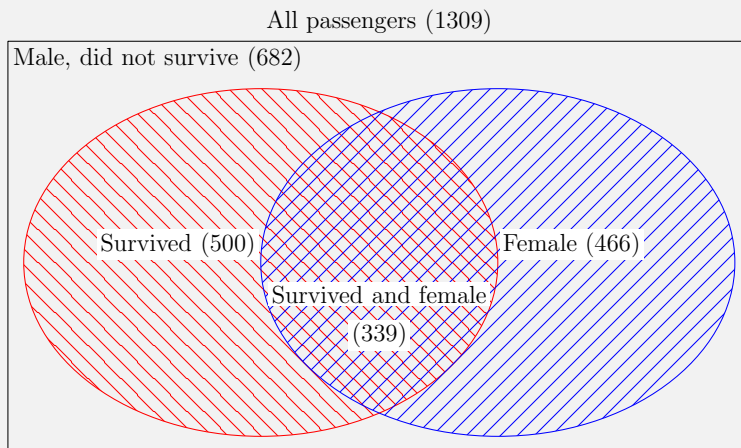 All passengers (1309)
Male, did not survive (682)
Survived (500)
Female (466)
Survived and female
(339)